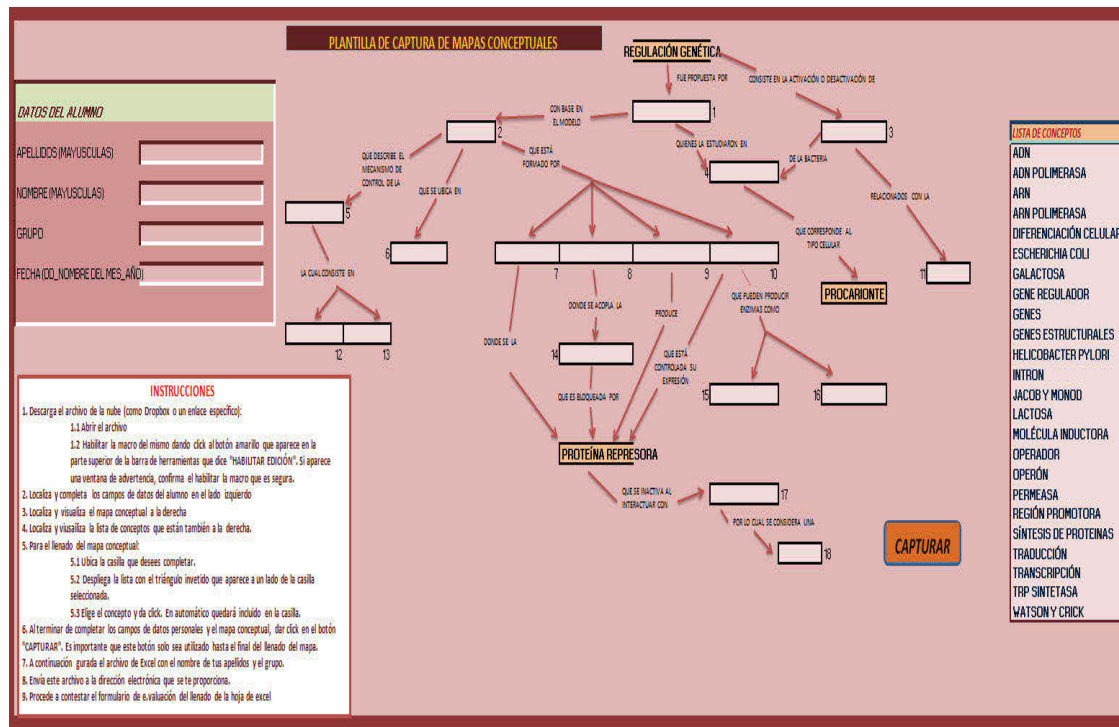 PLANTILLA DE CAPTURA DE MAPAS CONCEPTUALES
REGULACIÓN GENÉTICA
FUE PROPUESTA POR
CONSISTE EN LA ACTIVACIÓN O DESACTIVACIÓN DE
DATOS DEL ALUMNO
APELLIDOS (MAYUSCULAS)
NOMBRE (MAYUSCULAS)
GRUPO
FECHA (DD_NOMBRE DEL MES_AÑO)
CON BASE EN
EL MODELO
1
2
3
QUE DESCRIBE EL
MECANISMO DE
CONTROL DE LA
QUE ESTÁ
FORMADO POR
QUIENES LA ESTUDIARON EN
DE LA BACTERIA
4
QUE SE UBICA EN
RELACIONADOS CON LA
5
QUE CORRESPONDE AL
TIPO CELULAR
6
6
7
8
9
10
11
LA CUAL CONSISTE EN
PROCARIONTE
12
13
DONDE SE LA
DONDE SE ACOPLA LA
PRODUCE
QUE PUEDEN PRODUCIR
ENZIMAS COMO
14
QUE ESTÁ
CONTROLADA SU
EXPRESIÓN
QUE ES BLOQUEADA POR
15
16
PROTEÍNA REPRESORA
QUE SE INACTIVA AL
INTERACTUAR CON
17
POR LO CUAL SE CONSIDERA UNA
18
CAPTURAR
LISTA DE CONCEPTOS
ADN
ADN POLIMERASA
ARN
ARN POLIMERASA
DIFERENCIACIÓN CELULAR
ESCHERICHIA COLI
GALACTOSA
GENE REGULADOR
GENES
GENES ESTRUCTURALES
HELICOBACTER PYLORI
INTRON
JACOB Y MONOD
LACTOSA
MOLÉCULA INDUCTORA
OPERADOR
OPERÓN
PERMEASA
REGIÓN PROMOTORA
SÍNTESIS DE PROTEINAS
TRADUCCIÓN
TRANSCRIPCIÓN
TRP SINTETASA
WATSON Y CRICK
INSTRUCCIONES
1. Descarga el archivo de la nube (como Dropbox o un enlace específico):
1.1 Abrir el archivo
1.2 Habilitar la macro del mismo dando click al botón amarillo que aparece en la
parte superior de la barra de herramientas que dice "HABILITAR EDICIÓN". Si aparece
una ventana de advertencia, confirma el habilitar la macro que es segura.
2. Localiza y completa los campos de datos del alumno en el lado izquierdo
3. Localiza y visualiza el mapa conceptual a la derecha
4. Localiza y viusailiza la lista de conceptos que están también a la derecha.
5. Para el llenado del mapa conceptual:
5.1 Ubica la casilla que desees completar.
5.2 Despliega la lista con el triángulo invetido que aparece a un lado de la casilla
seleccionada.
5.3 Elige el concepto y da click. En automático quedará incluido en la casilla.
6. Al terminar de completar los campos de datos personales y el mapa conceptual, dar click en el botón
"CAPTURAR". Es importante que este botón solo sea utilizado hasta el final del llenado del mapa.
7. A continuación gurada el archivo de Excel con el nombre de tus apellidos y el grupo.
8. Envía este archivo a la dirección electrónica que se te proporciona.
9. Procede a contestar el formulario de e.valuación del llenado de la hoja de excel